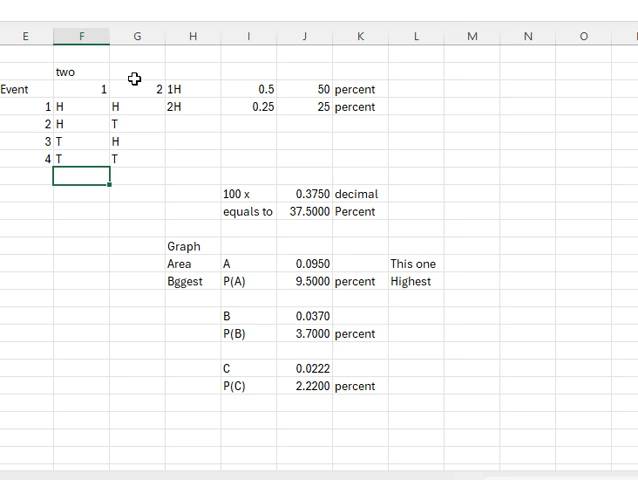 E F G H I J K L M N O
two
Event 1 2 1H 0.5 50 percent
1 H H 2H 0.25 25 percent
2 H T
3 T H
4 T T
100 x 0.3750 decimal
equals to 37.5000 Percent
Graph
Area A 0.0950 This one
Bggest P(A) 9.5000 percent Highest
B 0.0370
P(B) 3.7000 percent
C 0.0222
P(C) 2.2200 percent